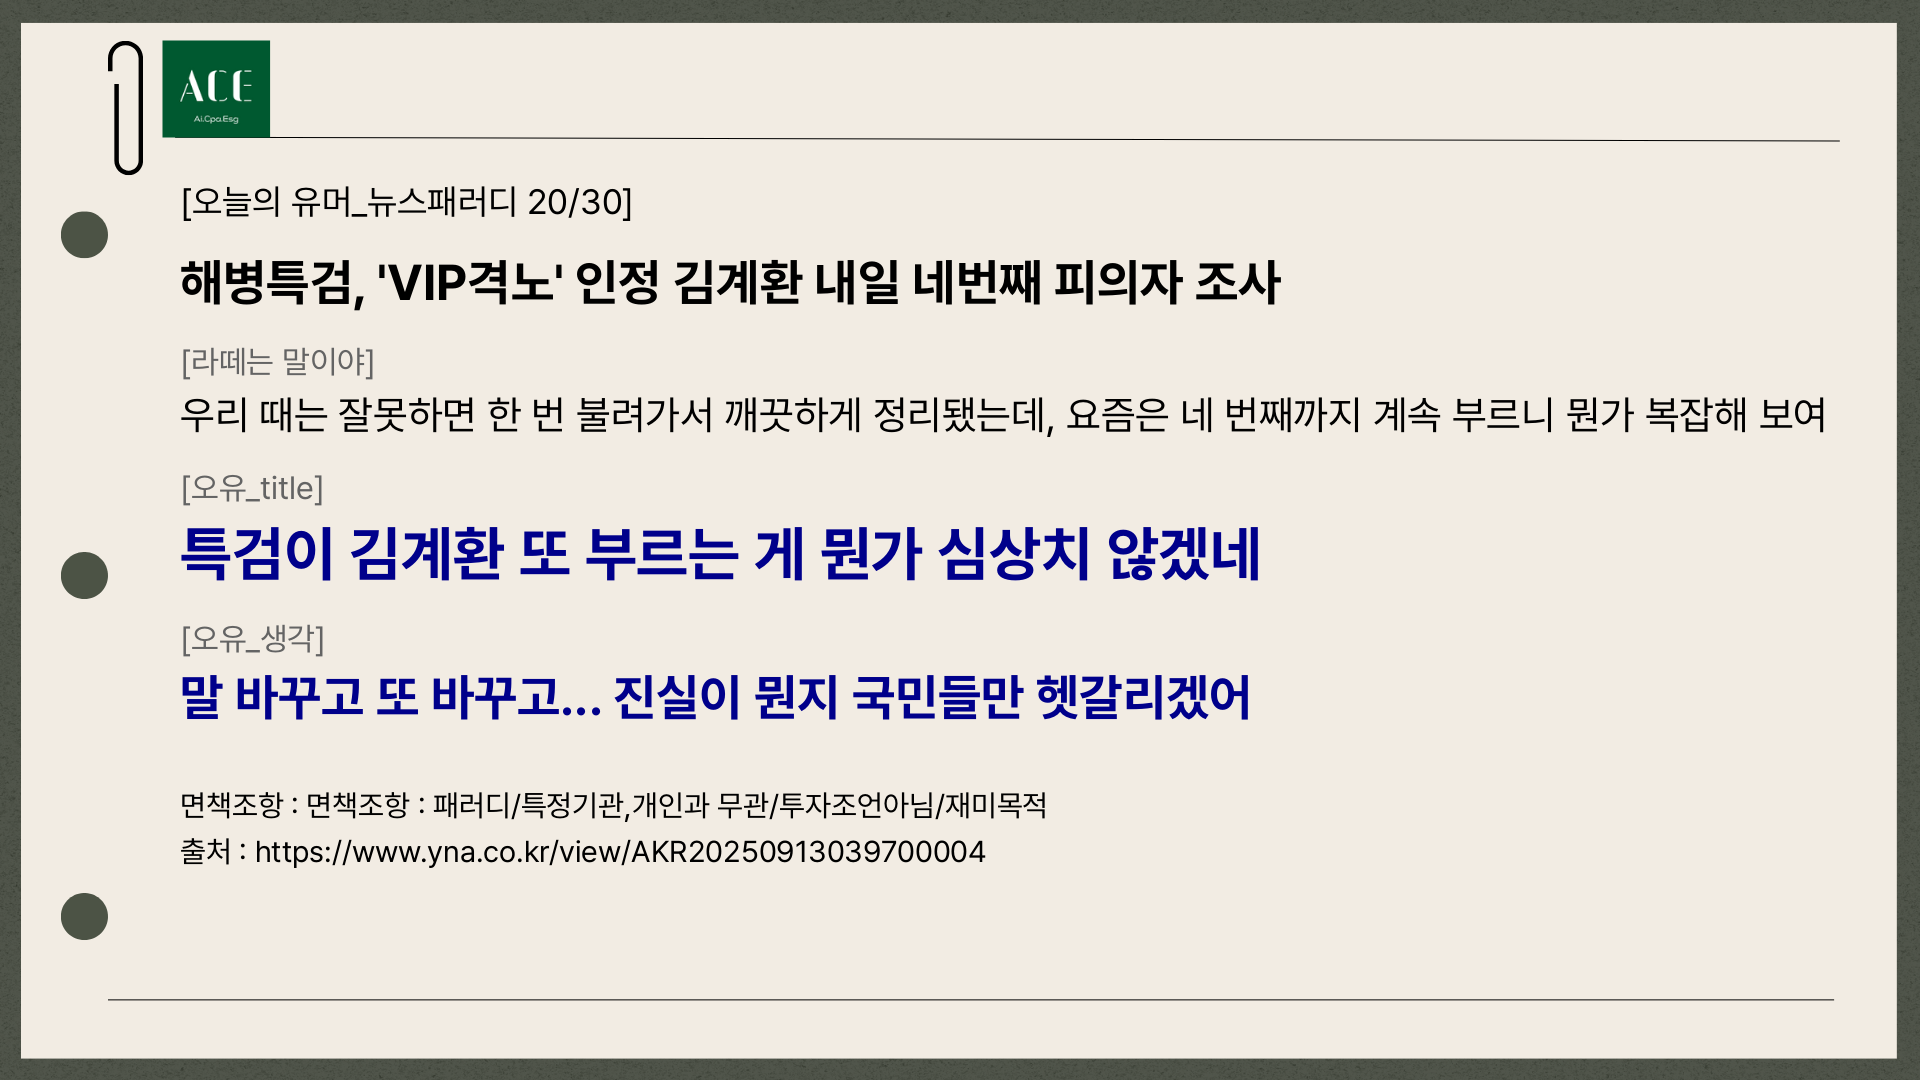 ACE
Ai.Cpa.Esg
[오늘의 유머_뉴스패러디 20/30]
해병특검, 'VIP격노' 인정 김계환 내일 네번째 피의자 조사
[라떼는 말이야]
우리 때는 잘못하면 한 번 불려가서 깨끗하게 정리됐는데, 요즘은 네 번째까지 계속 부르니 뭔가 복잡해 보여
[오유_title]
특검이 김계환 또 부르는 게 뭔가 심상치 않겠네
[오유_생각]
말 바꾸고 또 바꾸고... 진실이 뭔지 국민들만 헷갈리겠어
면책조항 : 면책조항 : 패러디/특정기관,개인과 무관/투자조언아님/재미목적
출처 : https://www.yna.co.kr/view/AKR20250913039700004